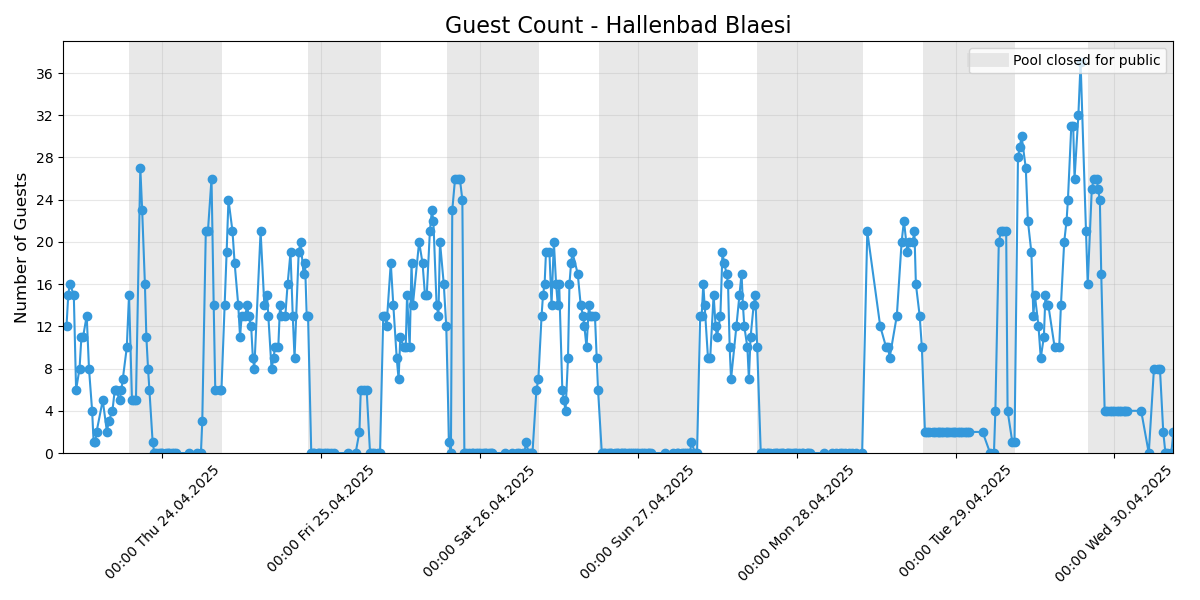 Guest Count - Hallenbad Blaesi
Pool closed for public
Number of Guests
36
32
28
24
20
16
12
8
4
0
00:00 Thu 24.04.2025
00:00 Fri 25.04.2025
00:00 Sat 26.04.2025
00:00 Sun 27.04.2025
00:00 Mon 28.04.2025
00:00 Tue 29.04.2025
00:00 Wed 30.04.2025